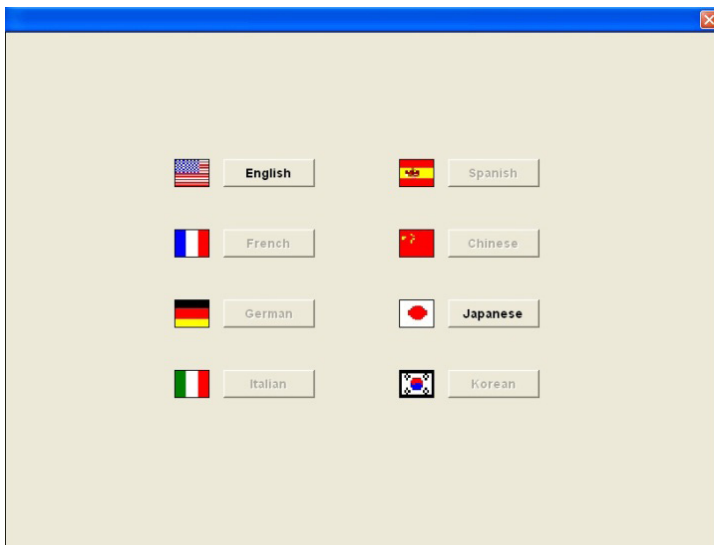 English
Spanish
French
Chinese
German
Japanese
Italian
Korean